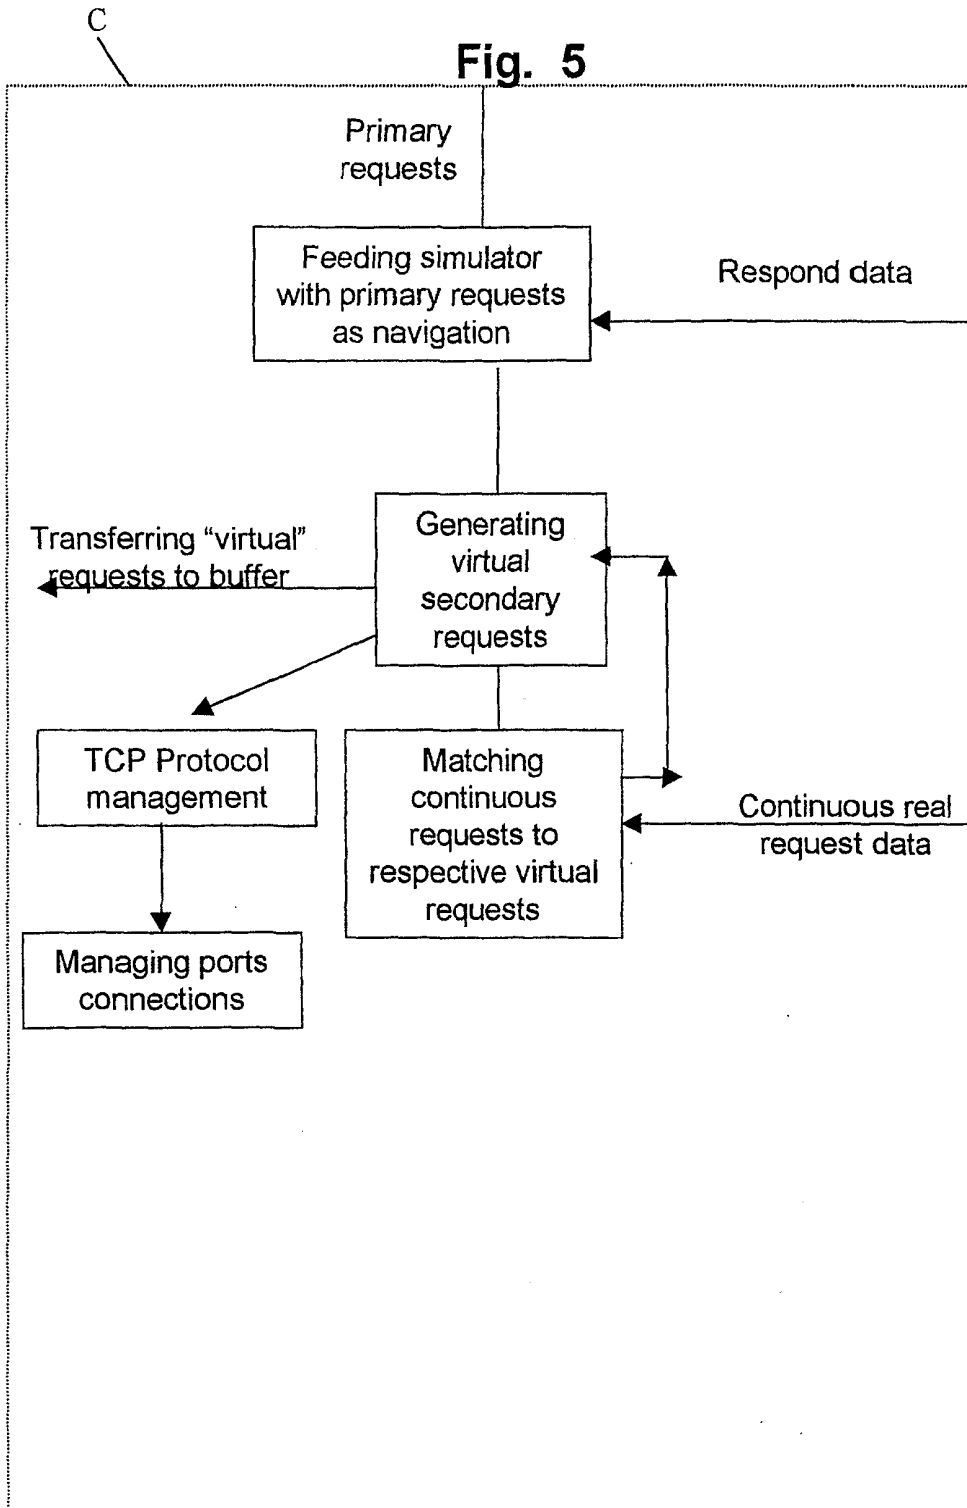 C
Fig. 5
Primary
requests
Feeding simulator
with primary requests
as navigation
Respond data
Generating
virtual
secondary
requests
Transferring “virtual”
requests to buffer
TCP Protocol
management
Matching
continuous
requests to
respective virtual
requests
Continuous real
request data
Managing ports
connections